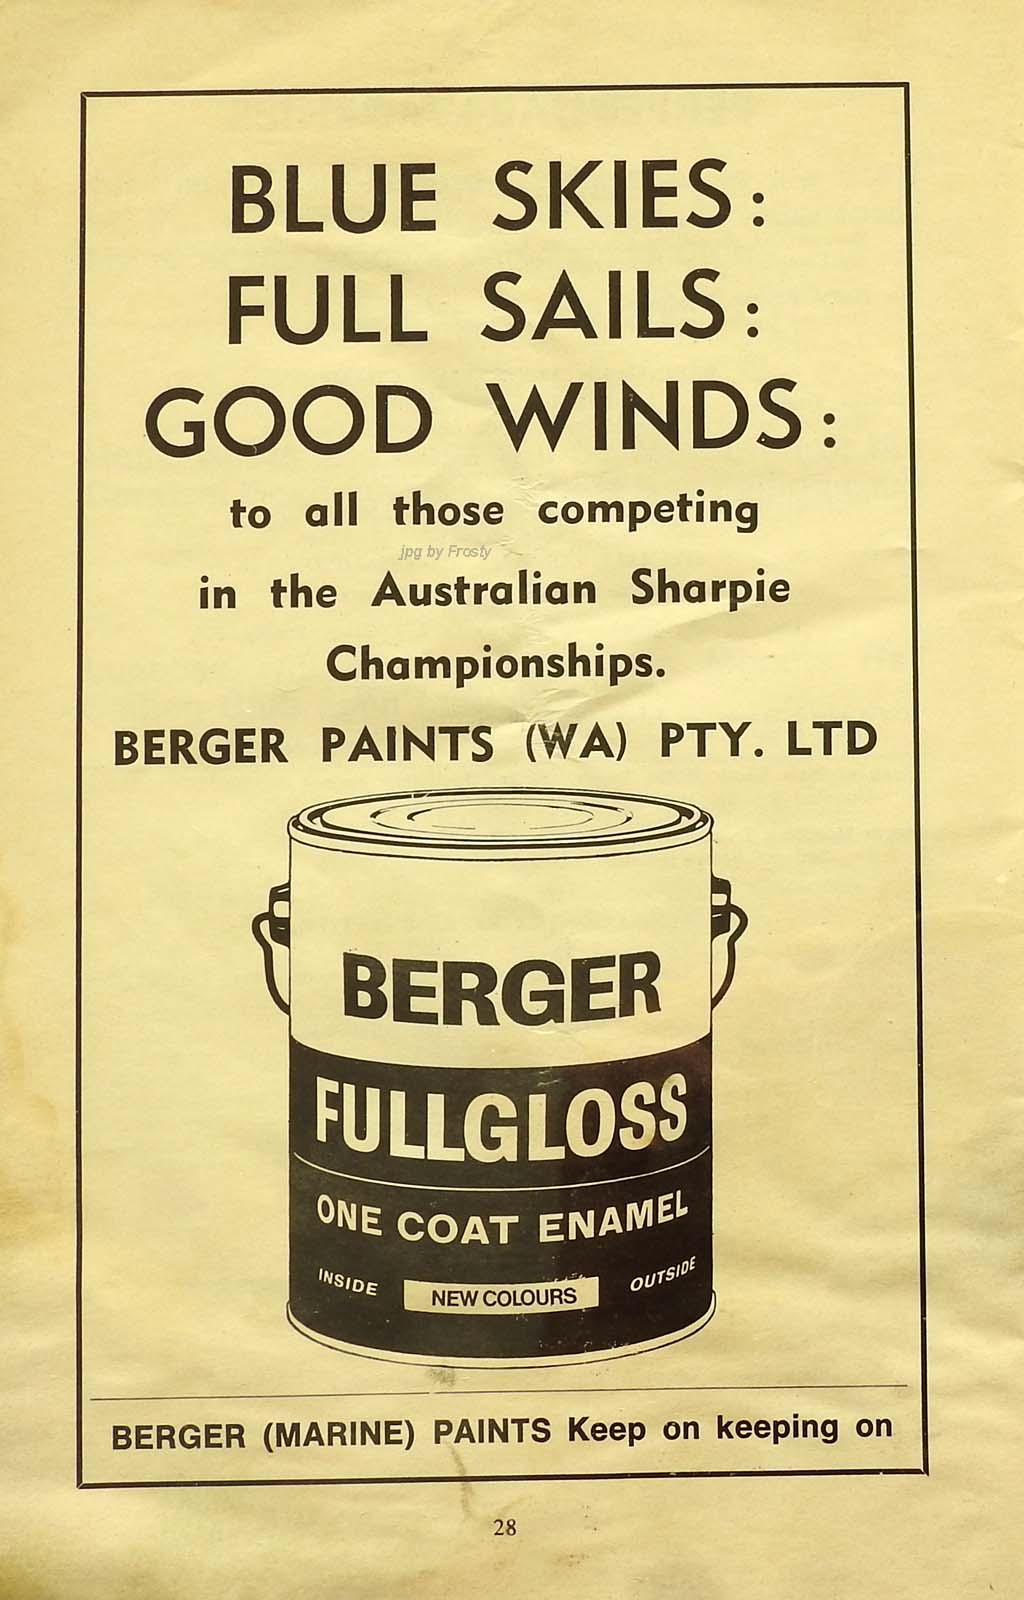 BLUE SKIES:
FULL SAILS:
GOOD WINDS:
to all those competing
jpg by Frosty
in the Australian Sharpie
Championships.
BERGER PAINTS (WA) PTY. LTD
BERGER
FULLGLOSS
ONE COAT ENAMEL
INSIDE NEW COLOURS OUTSIDE
BERGER (MARINE) PAINTS Keep on keeping on
28